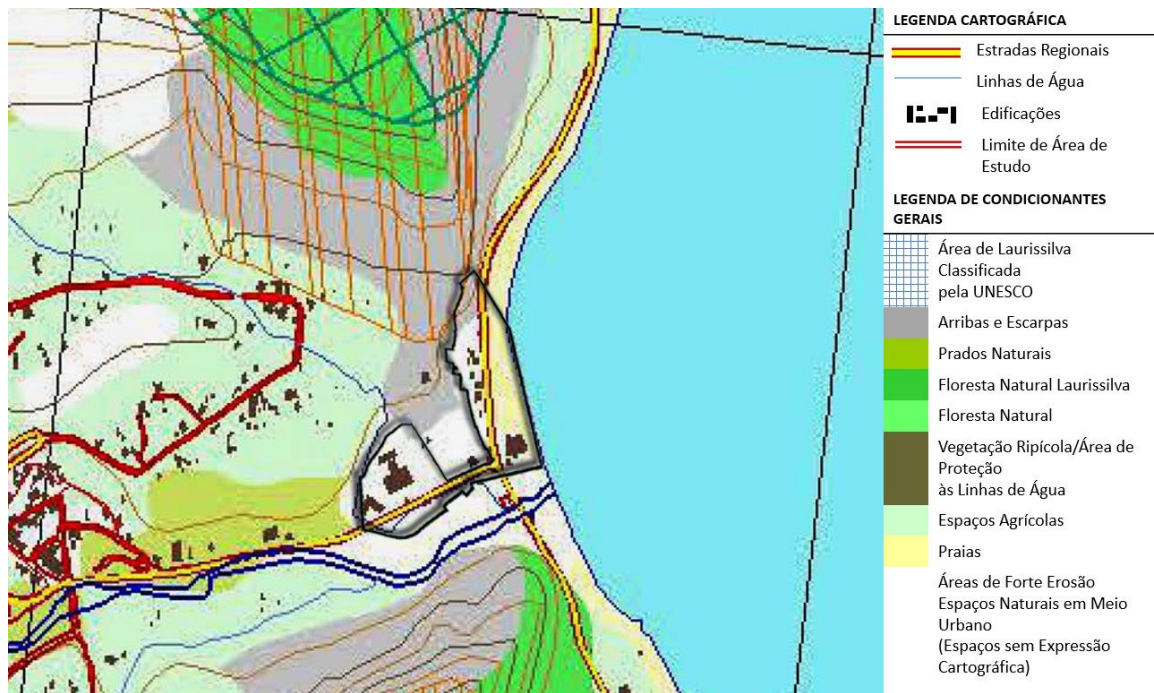 LEGENDA CARTOGRÁFICA
Estradas Regionais
Linhas de Água
Edificações
Limite de Área de
Estudo
LEGENDA DE CONDICIONANTES
GERAIS
Área de Laurissilva
Classificada
pela UNESCO
Arribas e Escarpas
Prados Naturais
Floresta Natural Laurissilva
Floresta Natural
Vegetação Ripícola/Área de
Proteção
às Linhas de Água
Espaços Agrícolas
Praias
Áreas de Forte Erosão
Espaços Naturais em Meio
Urbano
(Espaços sem Expressão
Cartográfica)